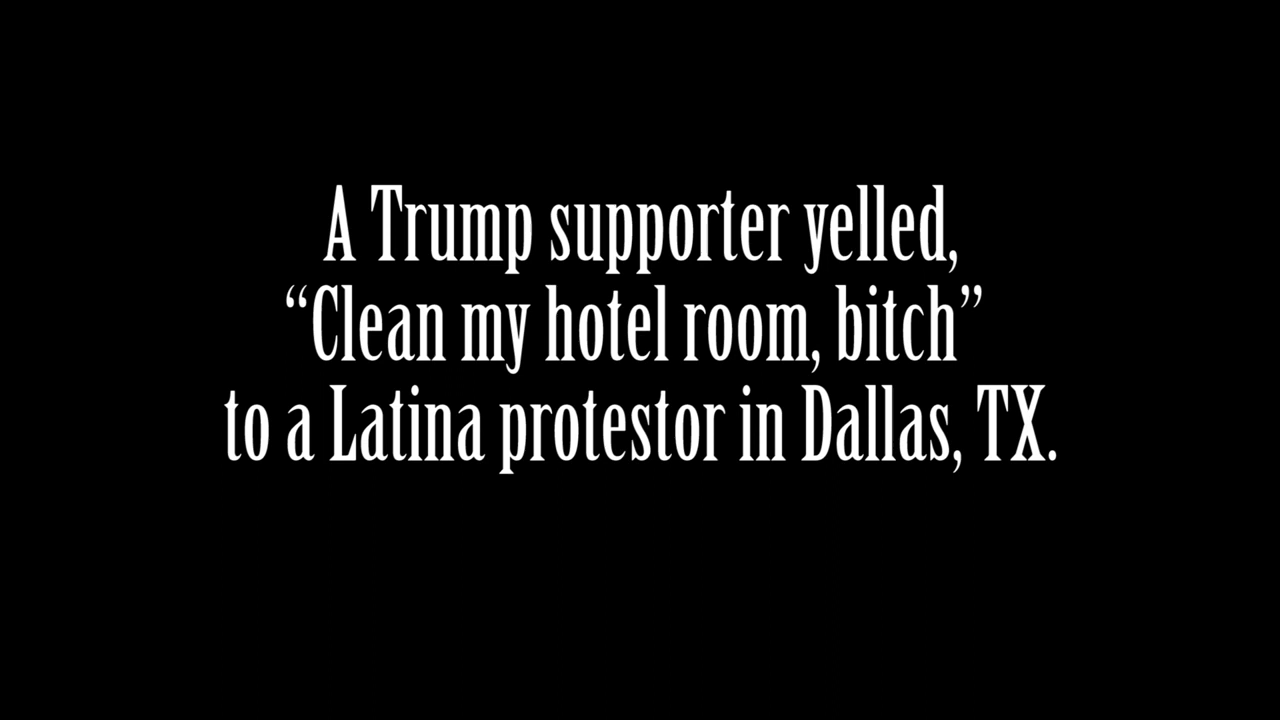 A Trump supporter yelled,
“Clean my hotel room, bitch”
to a Latina protestor in Dallas, TX.